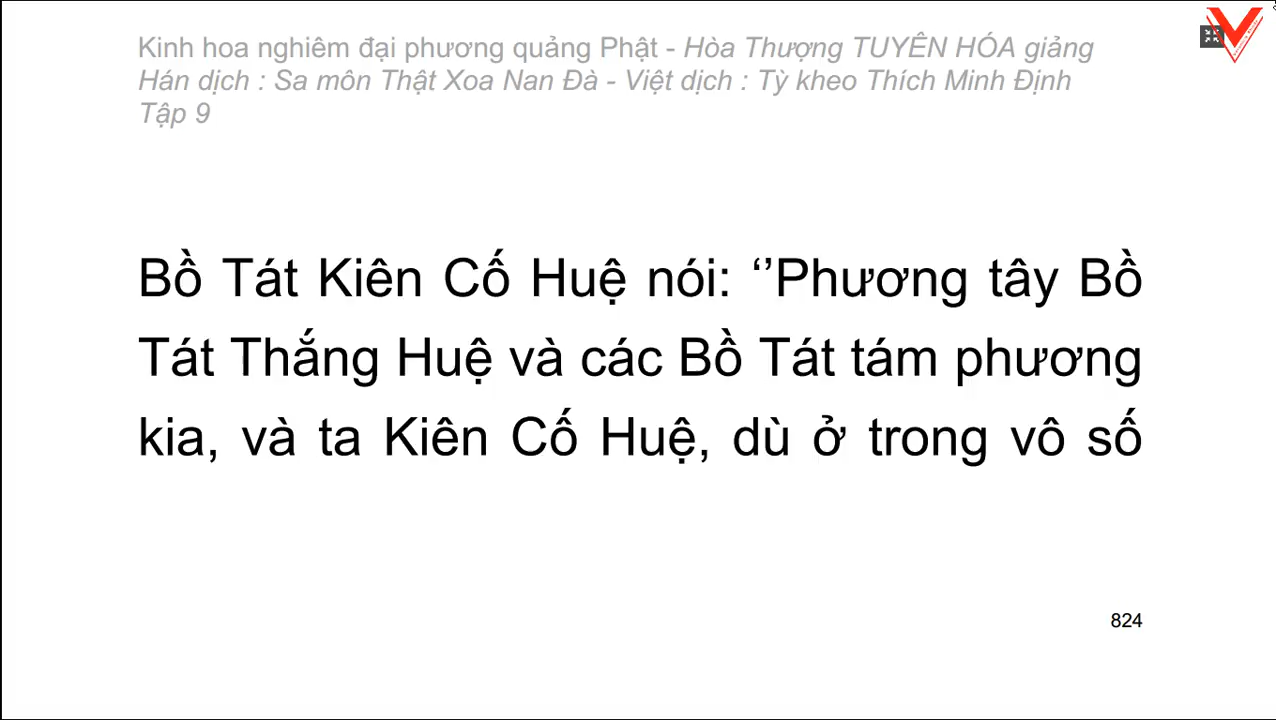 Kinh hoa nghiêm đại phương quảng Phật - Hòa Thượng TUYÊN HÓA giảng
Hán dịch : Sa môn Thật Xoa Nan Đà - Việt dịch : Tỳ kheo Thích Minh Định
Tập 9
Bồ Tát Kiên Cố Huệ nói: ‘’Phương tây Bồ
Tát Thắng Huệ và các Bồ Tát tám phương
kia, và ta Kiên Cố Huệ, dù ở trong vô số
824